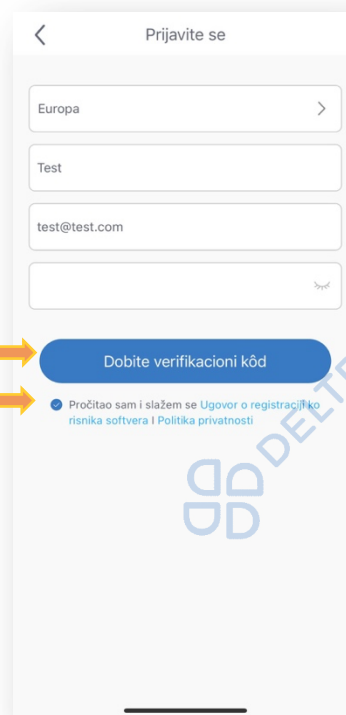 Prijavite se
Europa
Test
test@test.com
Dobite verifikacioni kôd
Pročitao sam i slažem se Ugovor o registraciji ko
risnika softvera I Politika privatnosti